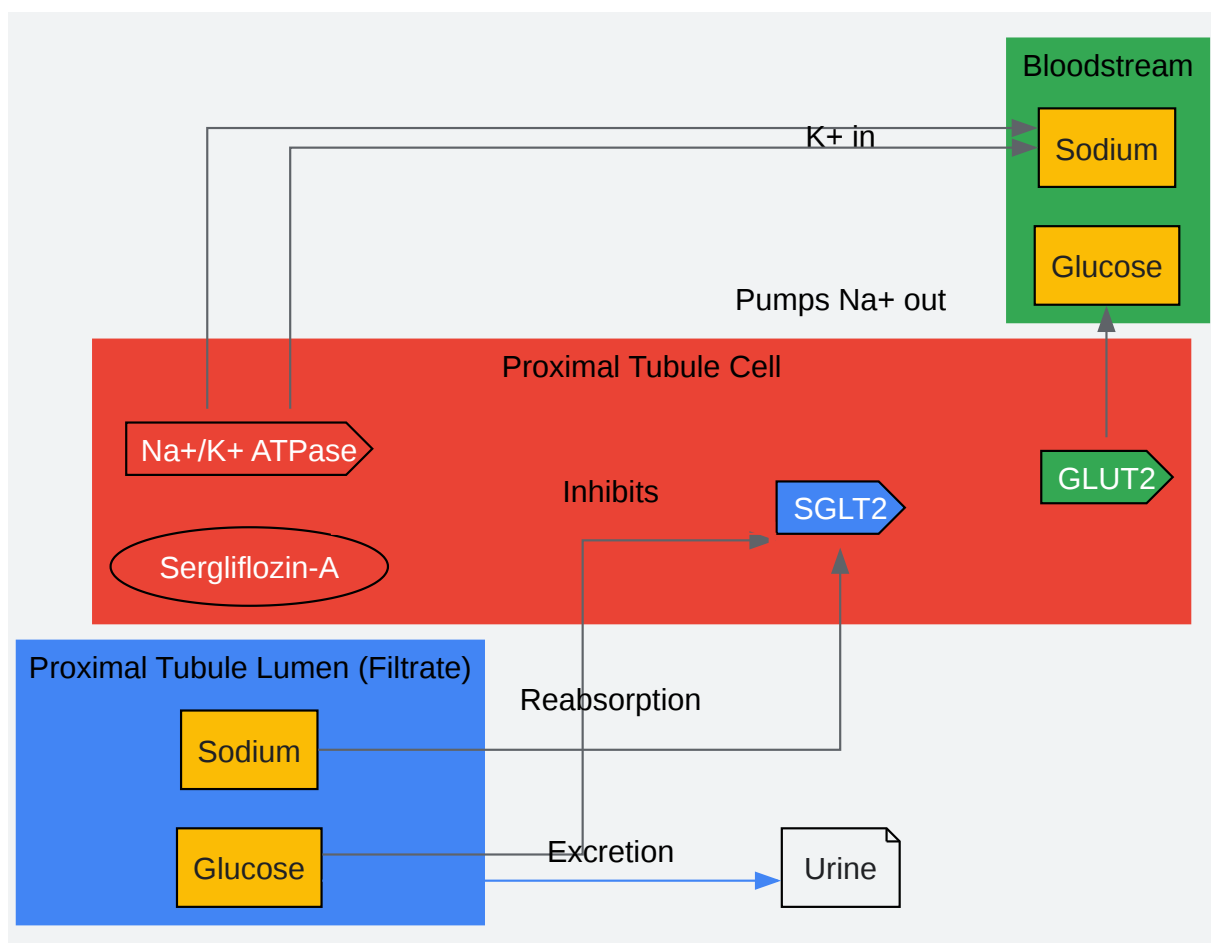 Bloodstream
K+ in
Sodium
Glucose
Pumps Na+ out
Proximal Tubule Cell
Na+/K+ ATPase
GLUT2
Inhibits
SGLT2
Sergliflozin-A
Proximal Tubule Lumen (Filtrate)
Reabsorption
Sodium
Excretion
Glucose
Urine